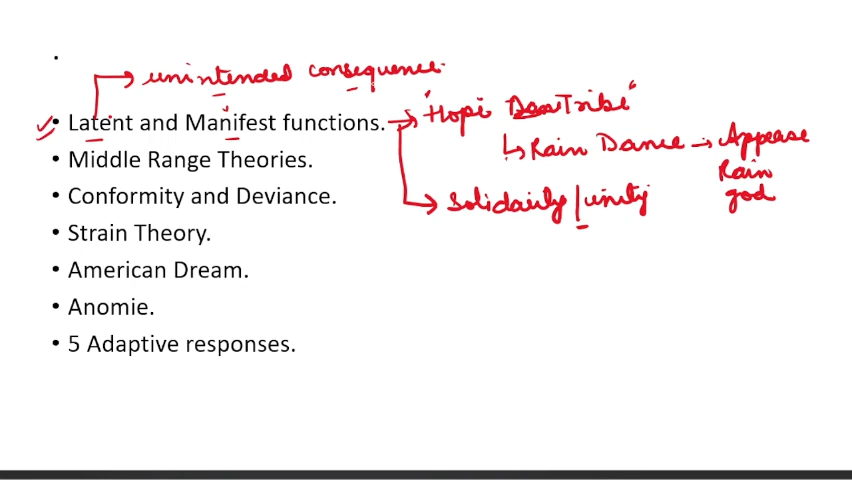 unintended consequence.
• Latent and Manifest functions. → "Hopi Tribe"
Rain Dance → Appease
Rain
god
Solidarity | unity
• Middle Range Theories.
• Conformity and Deviance.
• Strain Theory.
• American Dream.
• Anomie.
• 5 Adaptive responses.